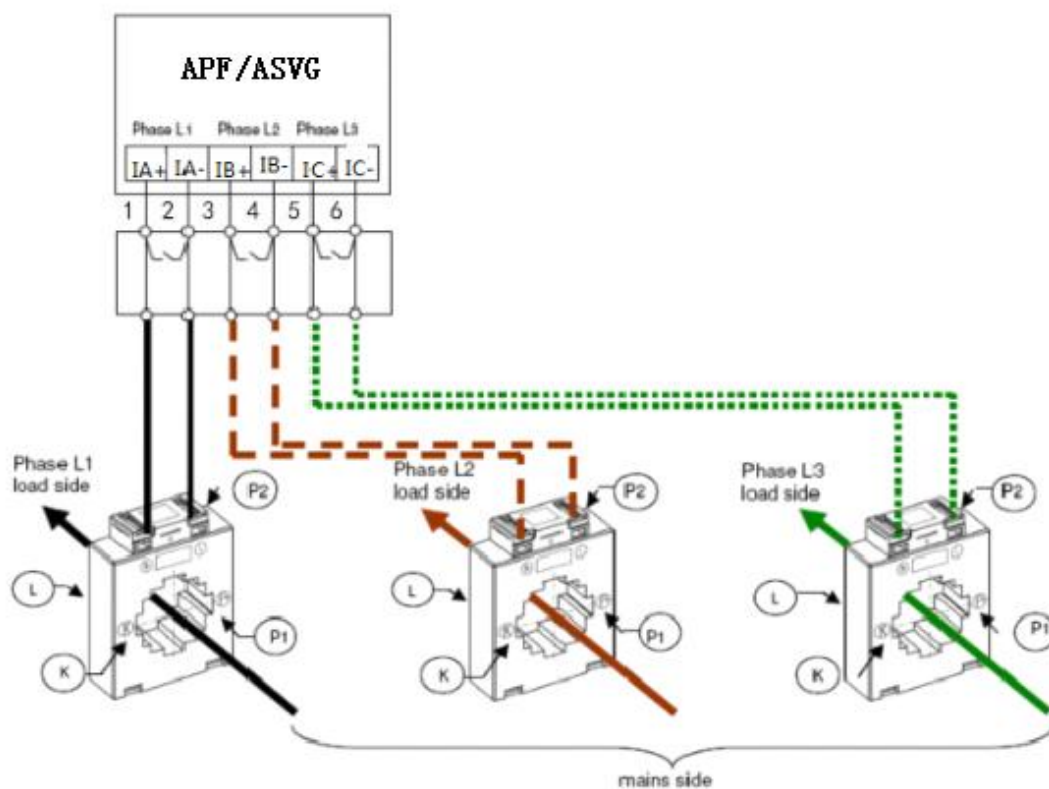 APF/ASVG
Phase L1 Phase L2 Phase L3
IA+ IA- IB+ IB- IC+ IC-
1 2 3 4 5 6
Phase L1
load side
P2
L
P1
K
Phase L2
load side
P2
L
P1
K
Phase L3
load side
P2
L
P1
K
mains side